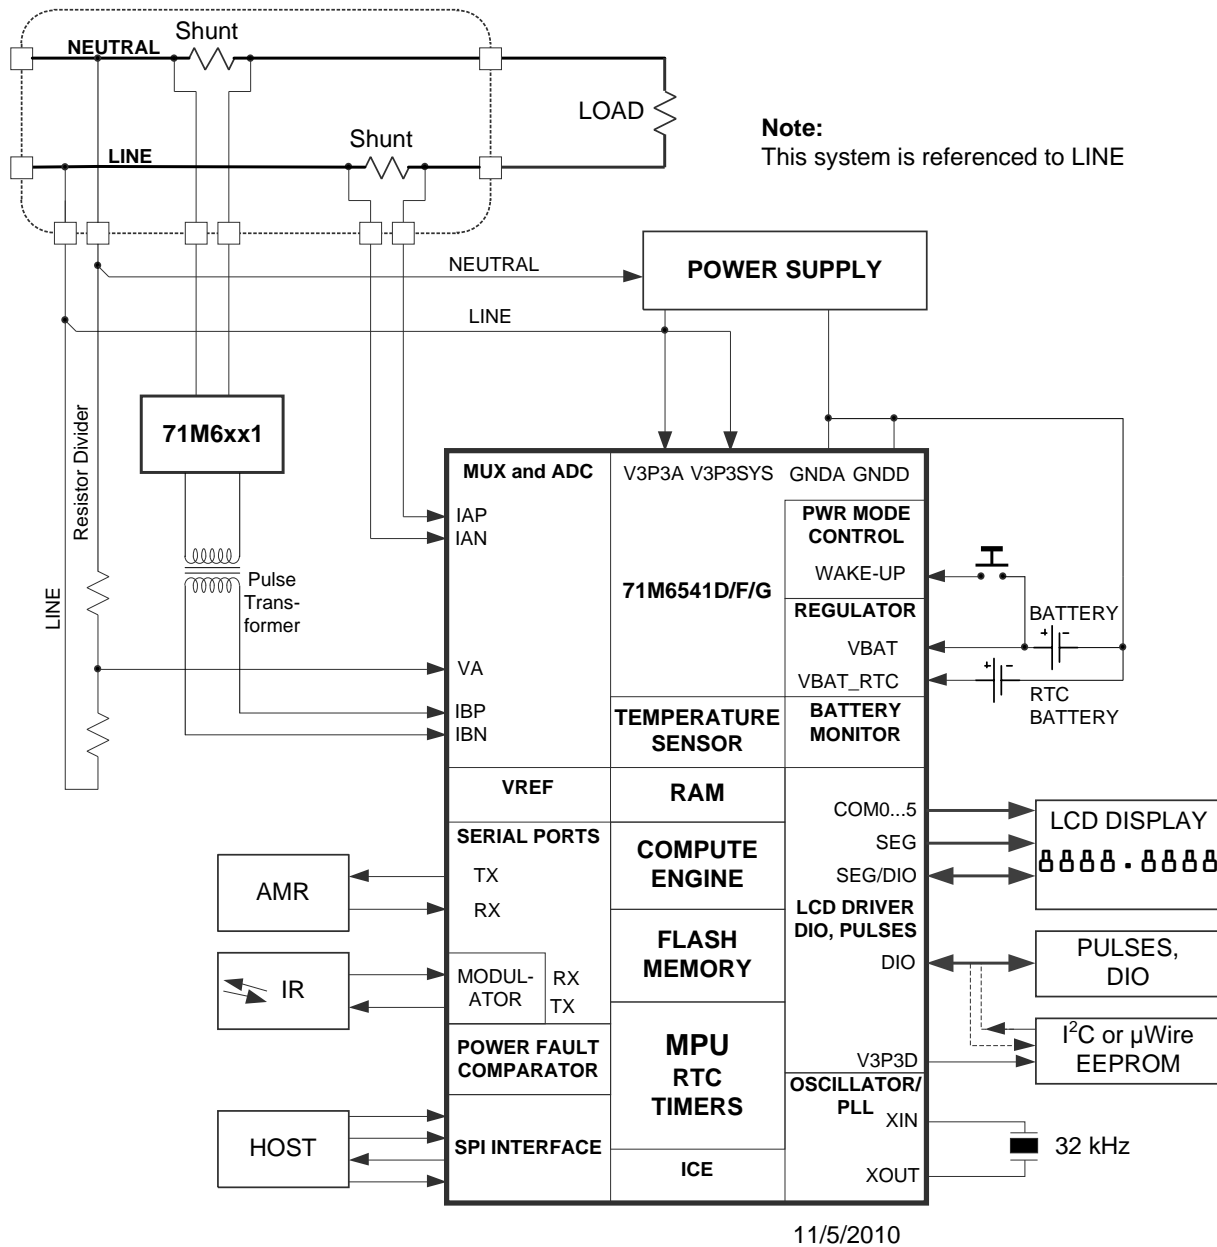 Shunt
NEUTRAL
LOAD
Note:
This system is referenced to LINE
Shunt
LINE
NEUTRAL
POWER SUPPLY
LINE
Resistor Divider
71M6xx1
MUX and ADC
V3P3A V3P3SYS GNDA GNDD
IAP
IAN
PWR MODE
CONTROL
WAKE-UP
71M6541D/F/G
Pulse
Trans-
former
LINE
REGULATOR
BATTERY
VBAT
VA
VBAT_RTC
RTC
BATTERY
IBP
IBN
TEMPERATURE
SENSOR
BATTERY
MONITOR
VREF
RAM
COM0...5
LCD DISPLAY
SERIAL PORTS
SEG
COMPUTE
ENGINE
8888.8888
TX
SEG/DIO
AMR
RX
LCD DRIVER
DIO, PULSES
FLASH
MEMORY
DIO
PULSES,
DIO
IR
MODUL-
ATOR
RX
TX
I²C or µWire
EEPROM
POWER FAULT
COMPARATOR
MPU
RTC
TIMERS
V3P3D
OSCILLATOR/
PLL
XIN
HOST
SPI INTERFACE
32 kHz
ICE
XOUT
11/5/2010